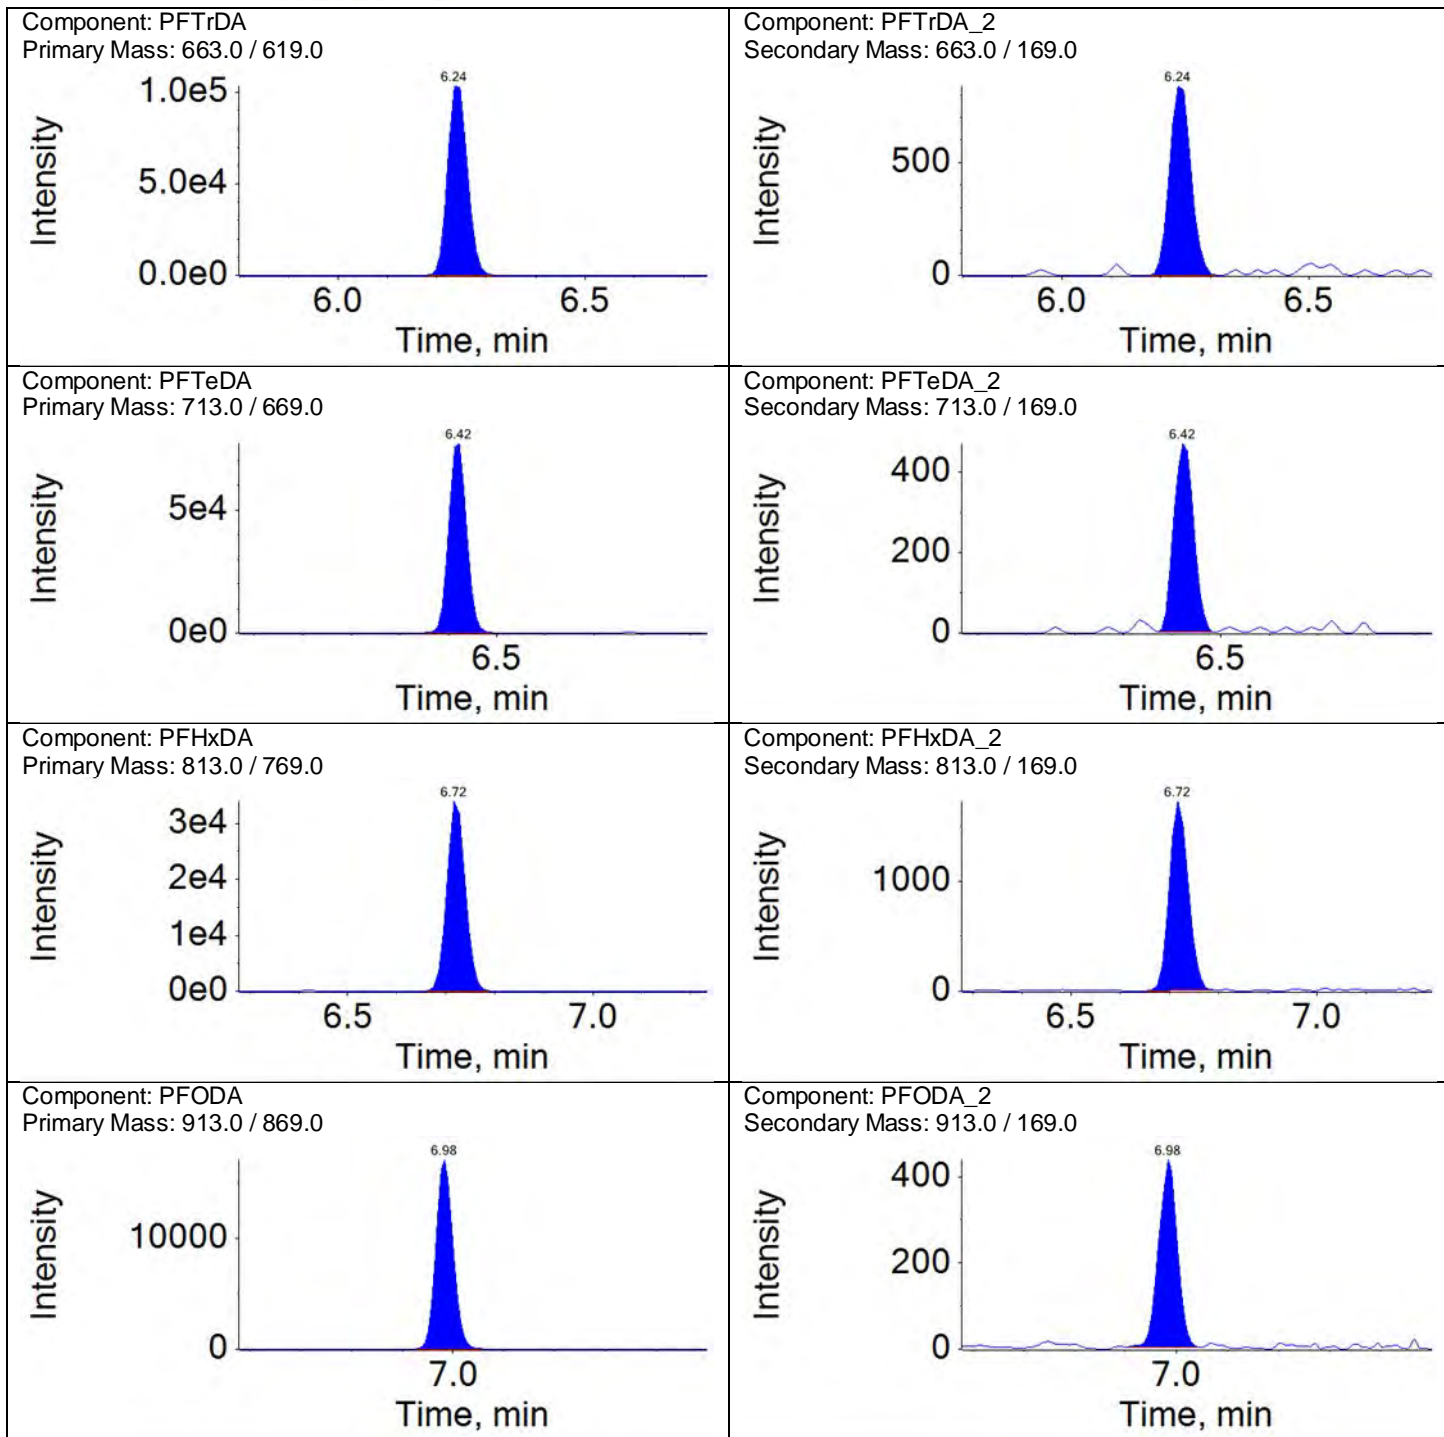 Component: PFTrDA
Primary Mass: 663.0 / 619.0
6.24
1.0e5
5.0e4
0.0e0
Intensity
6.0 6.5
Time, min
Component: PFTrDA_2
Secondary Mass: 663.0 / 169.0
6.24
500
0
Intensity
6.0 6.5
Time, min
Component: PFTeDA
Primary Mass: 713.0 / 669.0
6.42
5e4
0e0
Intensity
6.5
Time, min
Component: PFTeDA_2
Secondary Mass: 713.0 / 169.0
6.42
400
200
0
Intensity
6.5
Time, min
Component: PFHxDA
Primary Mass: 813.0 / 769.0
6.72
3e4
2e4
1e4
0e0
Intensity
6.5 7.0
Time, min
Component: PFHxDA_2
Secondary Mass: 813.0 / 169.0
6.72
1000
0
Intensity
6.5 7.0
Time, min
Component: PFODA
Primary Mass: 913.0 / 869.0
6.98
10000
0
Intensity
7.0
Time, min
Component: PFODA_2
Secondary Mass: 913.0 / 169.0
6.98
400
200
0
Intensity
7.0
Time, min